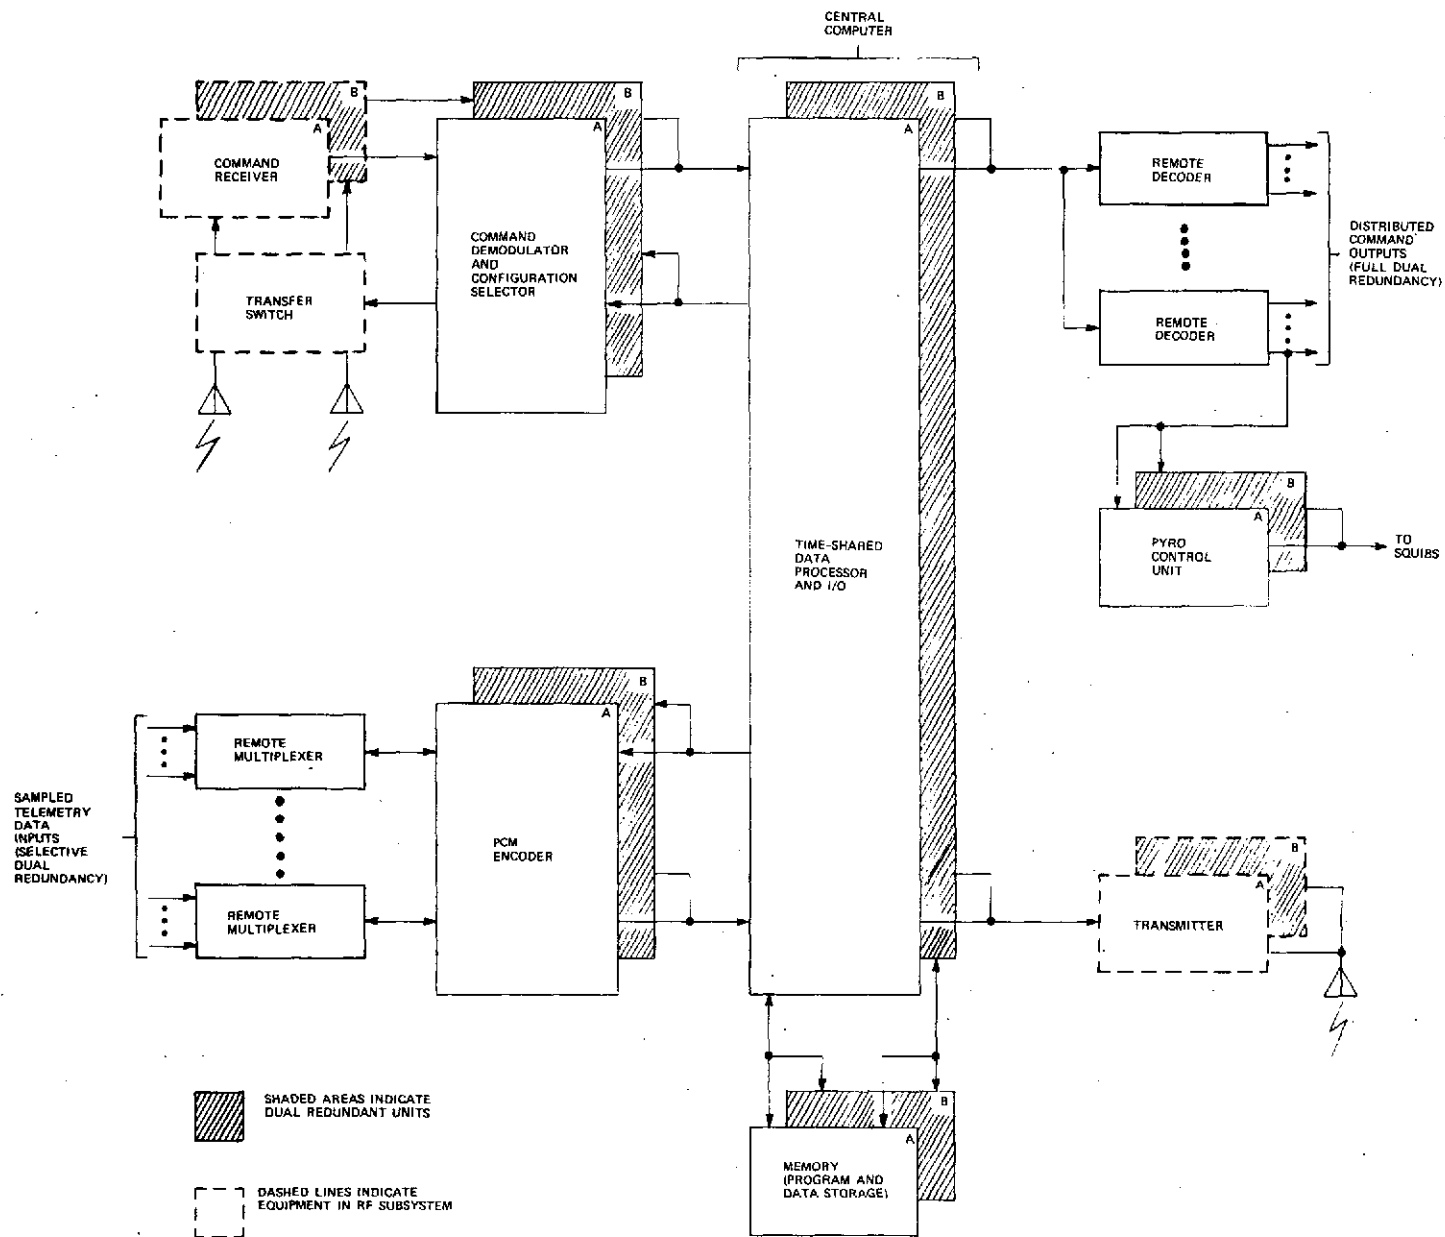 CENTRAL
COMPUTER
B
A
COMMAND
RECEIVER
B
A
COMMAND
DEMODULATOR
AND
CONFIGURATION
SELECTOR
TRANSFER
SWITCH
B
A
TIME-SHARED
DATA
PROCESSOR
AND I/O
REMOTE
DECODER
REMOTE
DECODER
DISTRIBUTED
COMMAND
OUTPUTS
(FULL DUAL
REDUNDANCY)
B
A
PYRO
CONTROL
UNIT
TO
SQUIBS
SAMPLED
TELEMETRY
DATA
INPUTS
(SELECTIVE
DUAL
REDUNDANCY)
REMOTE
MULTIPLEXER
REMOTE
MULTIPLEXER
B
A
PCM
ENCODER
B
A
TRANSMITTER
B
A
MEMORY
(PROGRAM AND
DATA STORAGE)
SHADED AREAS INDICATE
DUAL REDUNDANT UNITS
DASHED LINES INDICATE
EQUIPMENT IN RF SUBSYSTEM